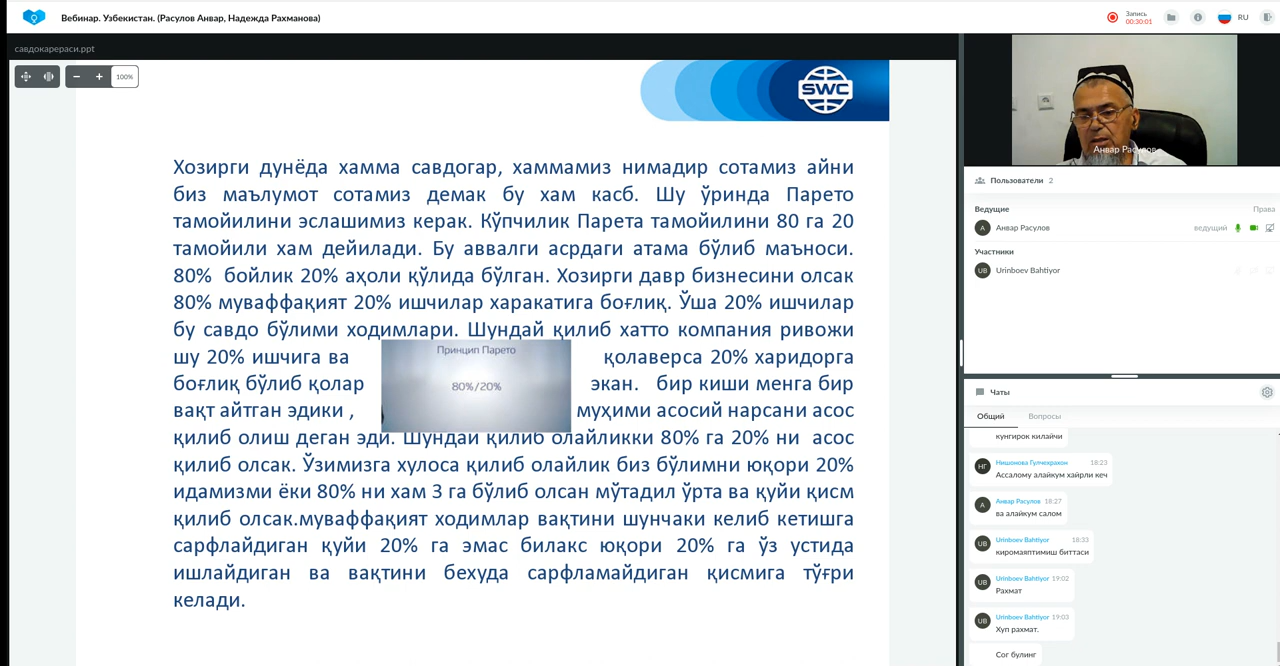 Вебинар. Узбекистан. (Расулов Анвар, Надежда Рахманова)
Запись
00:30:01
RU
савдокарераси.ppt
100%
SWC
Хозирги дунёда хамма савдогар, хаммамиз нимадир сотамиз айни
биз маълумот сотамиз демак бу хам касб. Шу ўринда Парето
тамойилини эслашимиз керак. Кўпчилик Парета тамойилини 80 га 20
тамойили хам дейилади. Бу аввалги асрдаги атама бўлиб маъноси.
80% бойлик 20% аҳоли қўлида бўлган. Хозирги давр бизнесини олсак
80% муваффақият 20% ишчилар харакатига боғлиқ. Ўша 20% ишчилар
бу савдо бўлими ходимлари. Шундай қилиб хатто компания ривожи
шу 20% ишчига ва қолаверса 20% харидорга
боғлиқ бўлиб қолар экан. бир киши менга бир
вақт айтган эдики , муҳими асосий нарсани асос
қилиб олиш деган эди. Шундай қилиб олайликки 80% га 20% ни асос
қилиб олсак. Ўзимизга хулоса қилиб олайлик биз бўлимни юқори 20%
идамизми ёки 80% ни хам 3 га бўлиб олсан мўтадил ўрта ва қуйи қисм
қилиб олсак.муваффақият ходимлар вақтини шунчаки келиб кетишга
сарфлайдиган қуйи 20% га эмас билакс юқори 20% га ўз устида
ишлайдиган ва вақтини бехуда сарфламайдиган қисмига тўғри
келади.
Принцип Парето
80%/20%
Анвар Расулов
Пользователи 2
Ведущие Права
А Анвар Расулов ведущий
Участники
UB Urinboev Bahtiyor
Чаты
Общий Вопросы
кунгирок килайчи
НГ Нишонова Гулчехрахон 18:23
Ассалому алайкум хайрли кеч
А Анвар Расулов 18:27
ва алайкум салом
UB Urinboev Bahtiyor 18:33
киромаяптимиш биттаси
UB Urinboev Bahtiyor 19:02
Рахмат
UB Urinboev Bahtiyor 19:03
Хуп рахмат.
Сог булинг